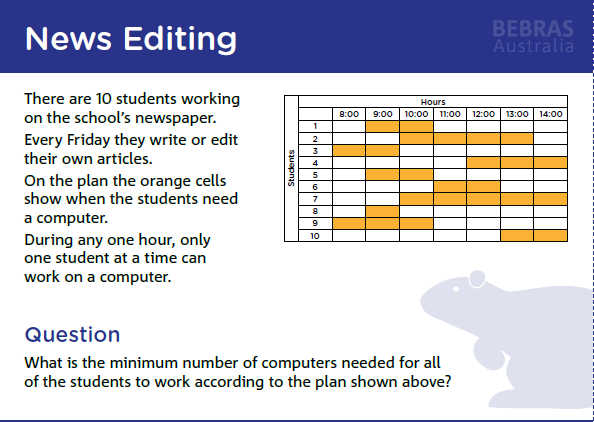 News Editing
BEBRAS
Australia
There are 10 students working
on the school's newspaper.
Every Friday they write or edit
their own articles.
On the plan the orange cells
show when the students need
a computer.
During any one hour, only
one student at a time can
work on a computer.
Hours
8:00 9:00 10:00 11:00 12:00 13:00 14:00
Students
1
2
3
4
5
6
7
8
9
10
Question
What is the minimum number of computers needed for all
of the students to work according to the plan shown above?